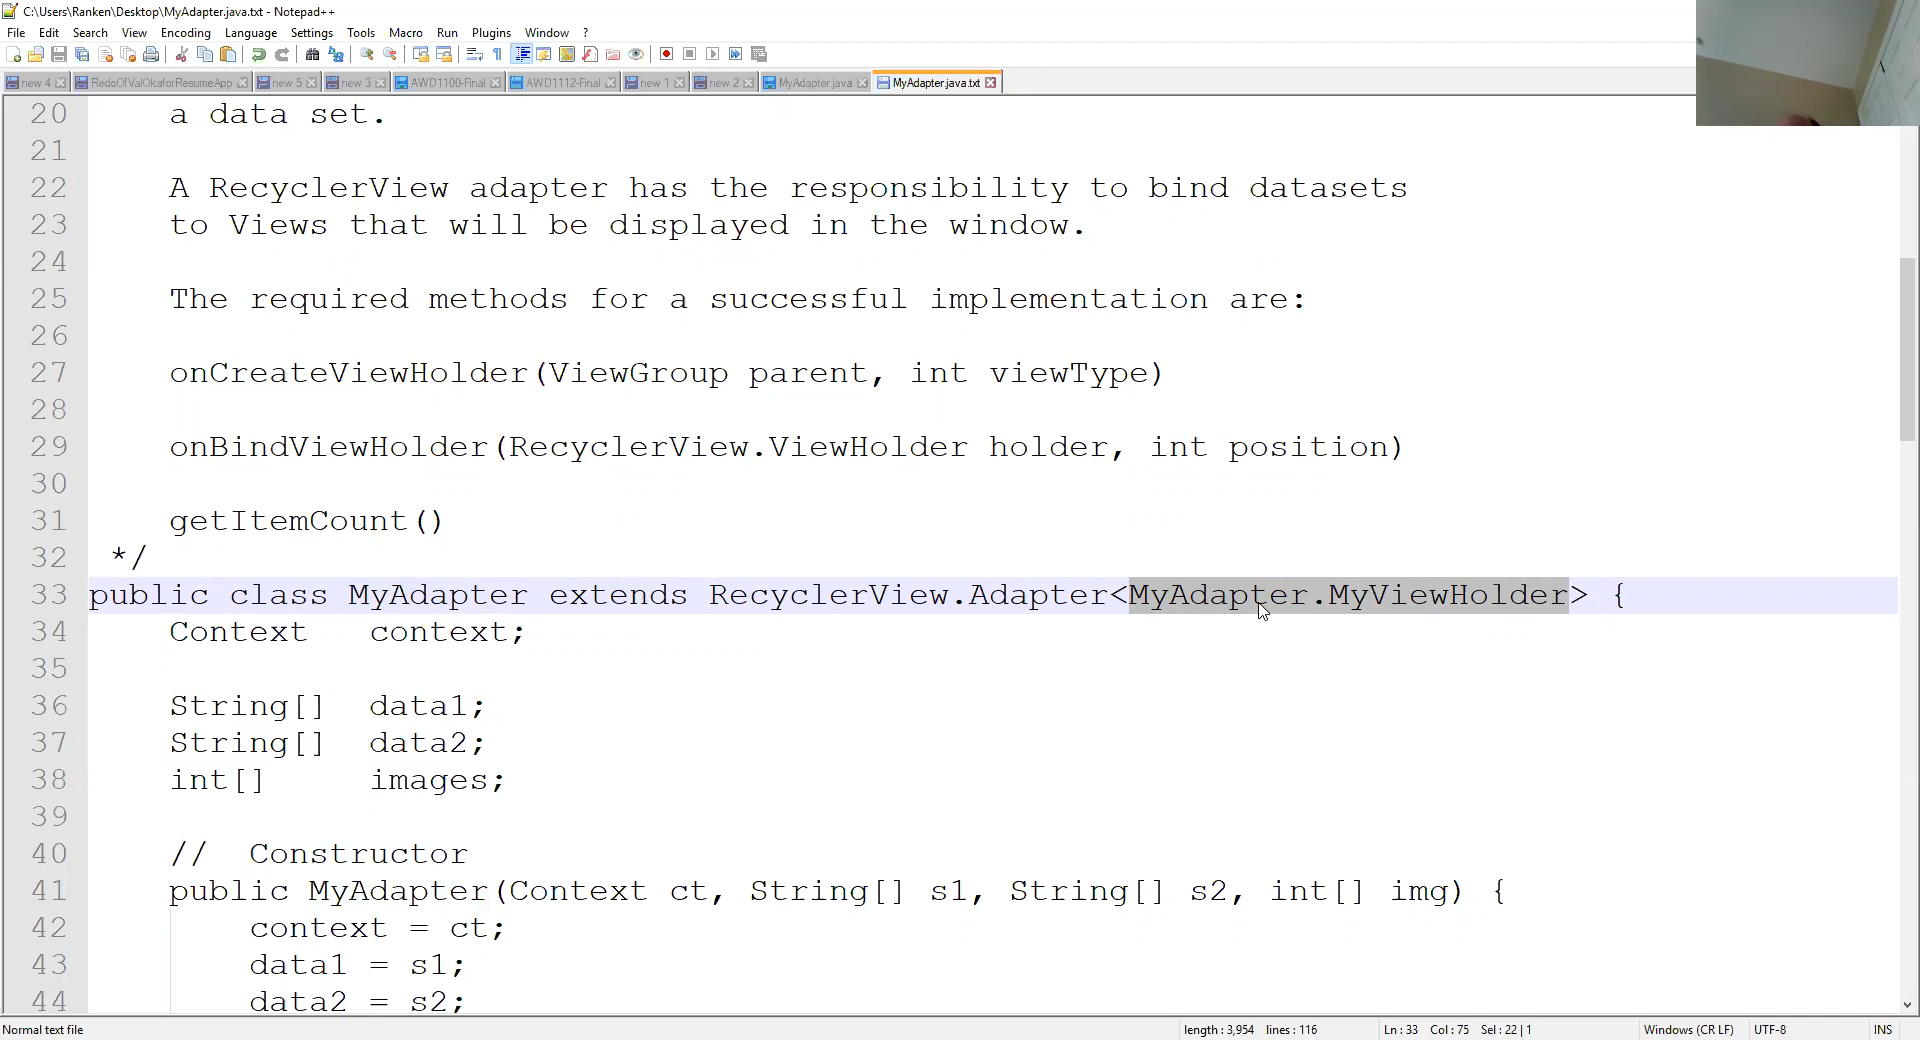 C:\Users\Ranken\Desktop\MyAdapter.java.txt - Notepad++
File Edit Search View Encoding Language Settings Tools Macro Run Plugins Window ?
new 4 RedoOfValOkaforResumeApp new 5 new 3 AWD1100-Final AWD1112-Final new 1 new 2 MyAdapter.java MyAdapter.java.txt
20 a data set.
21
22 A RecyclerView adapter has the responsibility to bind datasets
23 to Views that will be displayed in the window.
24
25 The required methods for a successful implementation are:
26
27 onCreateViewHolder(ViewGroup parent, int viewType)
28
29 onBindViewHolder(RecyclerView.ViewHolder holder, int position)
30
31 getItemCount()
32 */
33 public class MyAdapter extends RecyclerView.Adapter<MyAdapter.MyViewHolder> {
34 Context context;
35
36 String[] data1;
37 String[] data2;
38 int[] images;
39
40 // Constructor
41 public MyAdapter(Context ct, String[] s1, String[] s2, int[] img) {
42 context = ct;
43 data1 = s1;
44 data2 = s2;
Normal text file length : 3,954 lines : 116 Ln : 33 Col : 75 Sel : 22 | 1 Windows (CR LF) UTF-8 INS